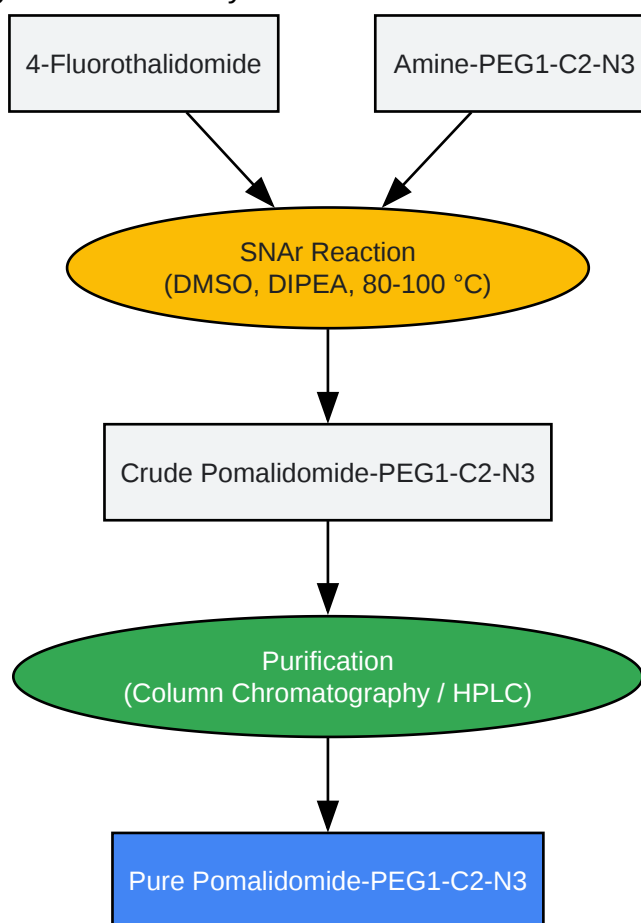 4-Fluorothalidomide
Amine-PEG1-C2-N3
SNAr Reaction
(DMSO, DIPEA, 80-100 °C)
Crude Pomalidomide-PEG1-C2-N3
Purification
(Column Chromatography / HPLC)
Pure Pomalidomide-PEG1-C2-N3